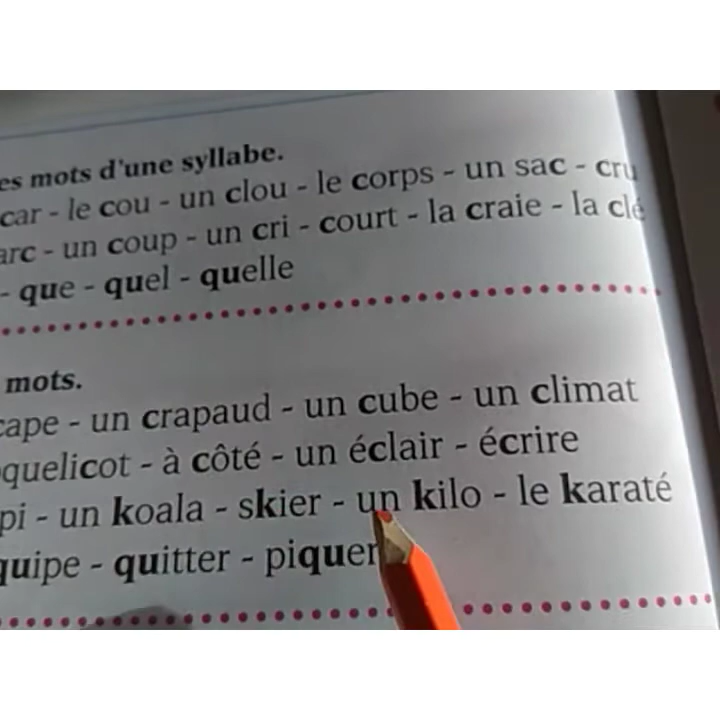 es mots d'une syllabe.
car - le cou - un clou - le corps - un sac - cru
arc - un coup - un cri - court - la craie - la clé
- que - quel - quelle
mots.
cape - un crapaud - un cube - un climat
quelicot - à côté - un éclair - écrire
pi - un koala - skier - un kilo - le karaté
quipe - quitter - piquer